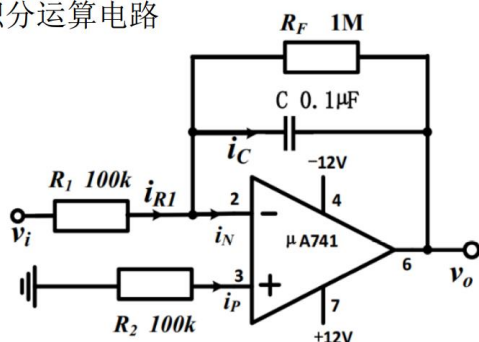 积分运算电路
R_F 1M
C 0.1μF
i_C
−12V
R_1 100k
i_R1
2
4
v_i
i_N
−
μA741
6
v_o
3
+
i_P
7
R_2 100k
+12V